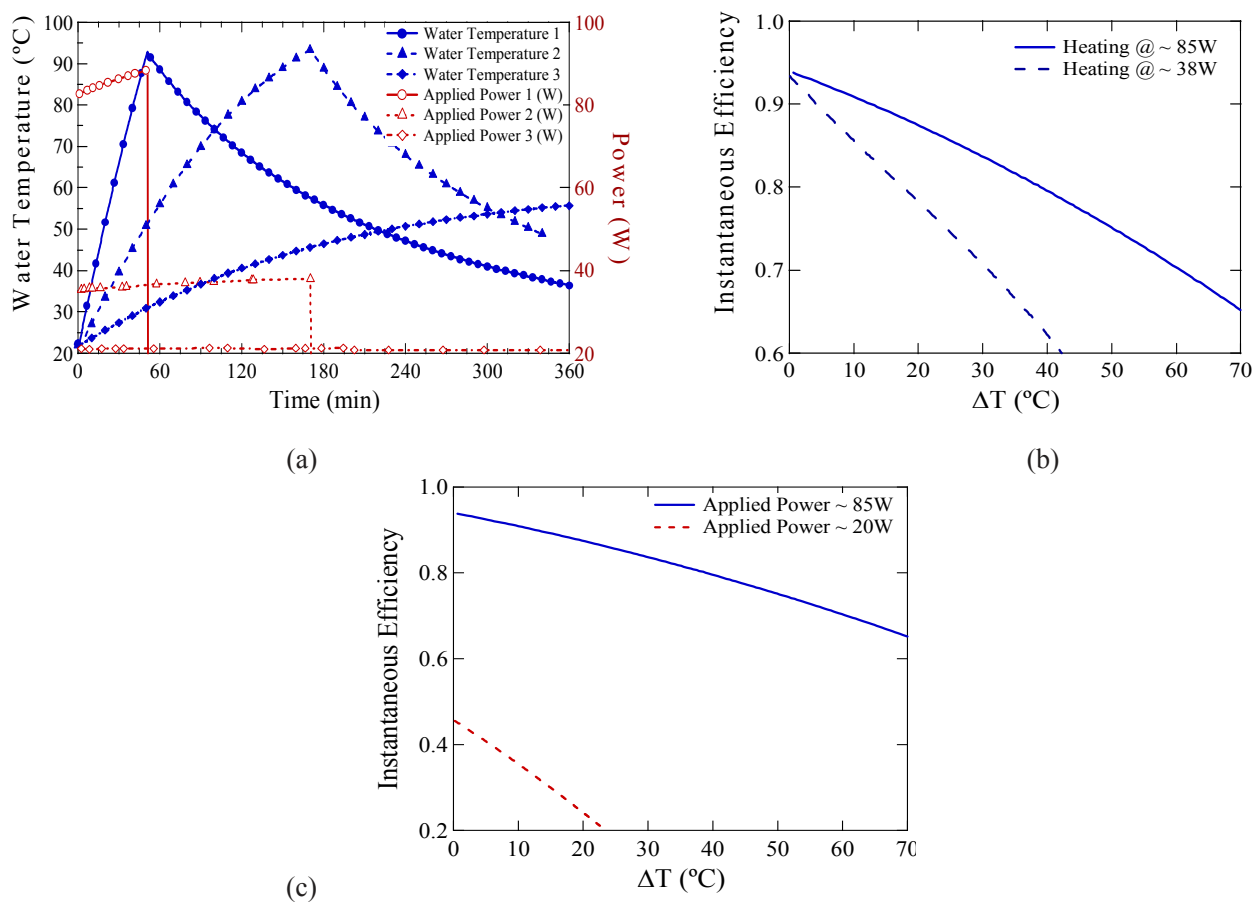 Water Temperature (ºC)
100
90
80
70
60
50
40
30
20
Water Temperature 1
Water Temperature 2
Water Temperature 3
Applied Power 1 (W)
Applied Power 2 (W)
Applied Power 3 (W)
100
80
60
40
20
Power (W)
0 60 120 180 240 300 360
Time (min)
(a)
Instantaneous Efficiency
1.0
0.9
0.8
0.7
0.6
Heating @ ~ 85W
Heating @ ~ 38W
0 10 20 30 40 50 60 70
ΔT (ºC)
(b)
Instantaneous Efficiency
1.0
0.8
0.6
0.4
0.2
Applied Power ~ 85W
Applied Power ~ 20W
0 10 20 30 40 50 60 70
ΔT (ºC)
(c)